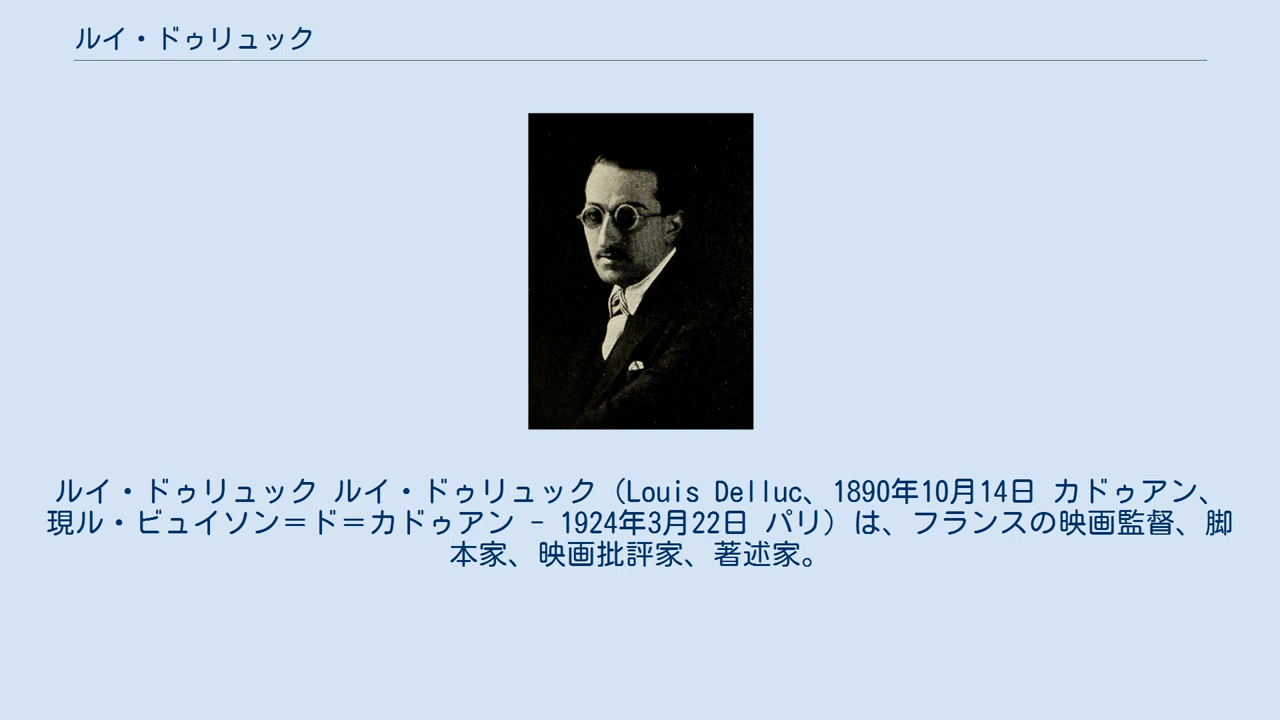 ルイ・ドゥリュック
ルイ・ドゥリュック ルイ・ドゥリュック（Louis Delluc、1890年10月14日 カドゥアン、
現ル・ビュイソン＝ド＝カドゥアン - 1924年3月22日 パリ）は、フランスの映画監督、脚
本家、映画批評家、著述家。